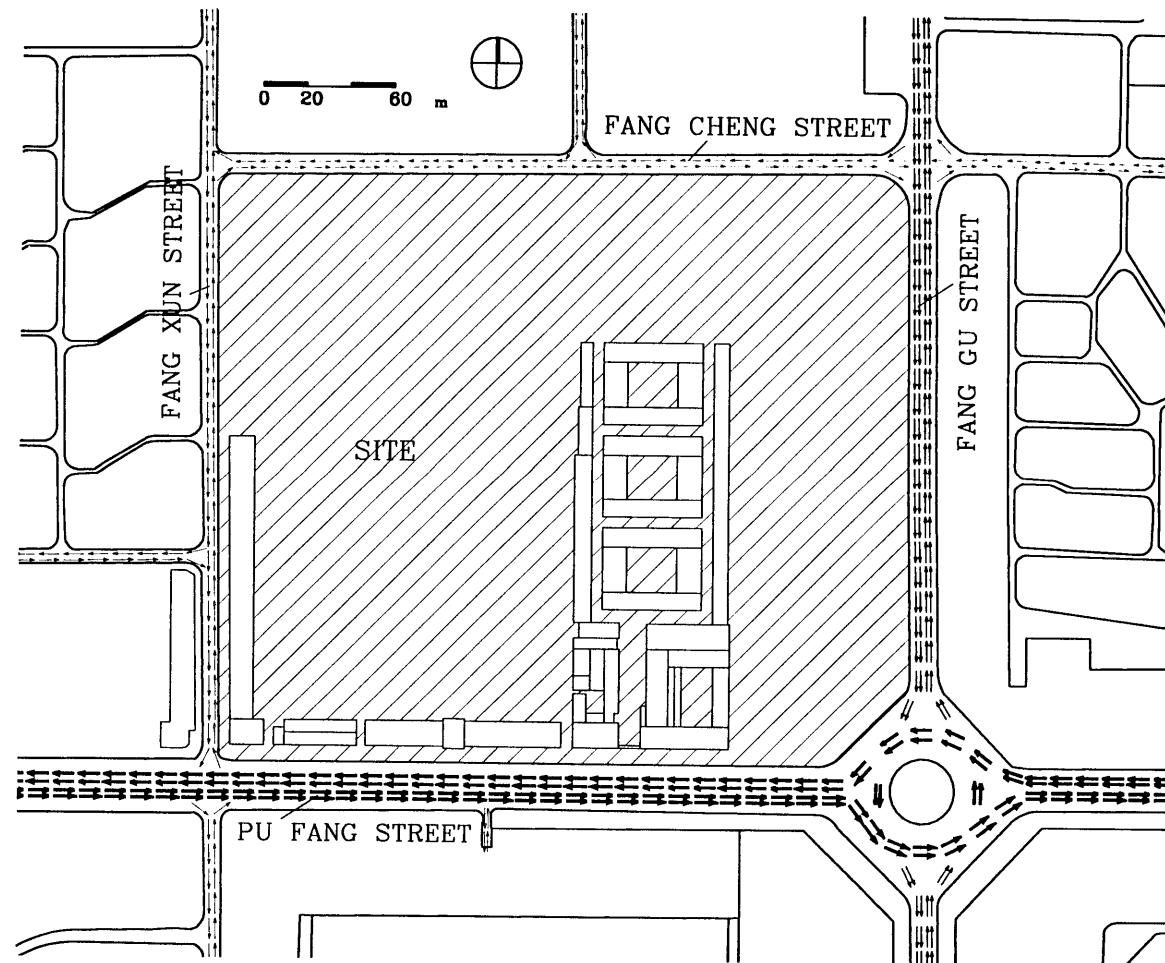 0 20 60 m
FANG CHENG STREET
FANG XUN STREET
FANG GU STREET
SITE
PU FANG STREET